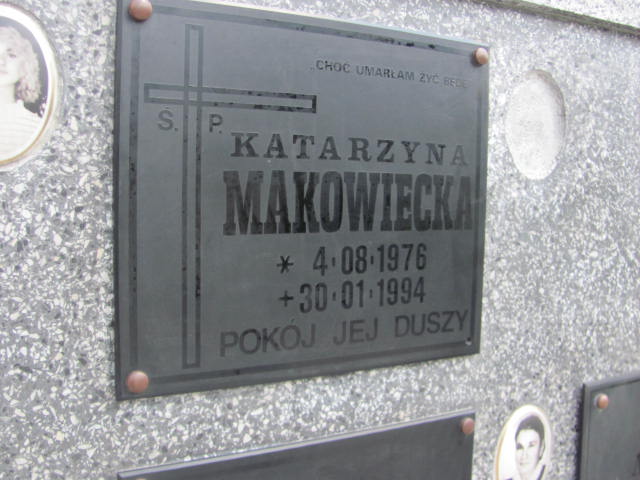 „CHOĆ UMARŁAM ŻYĆ BĘDĘ"
Ś. P.
KATARZYNA
MAKOWIECKA
* 4·08·1976
+30·01·1994
POKÓJ JEJ DUSZY